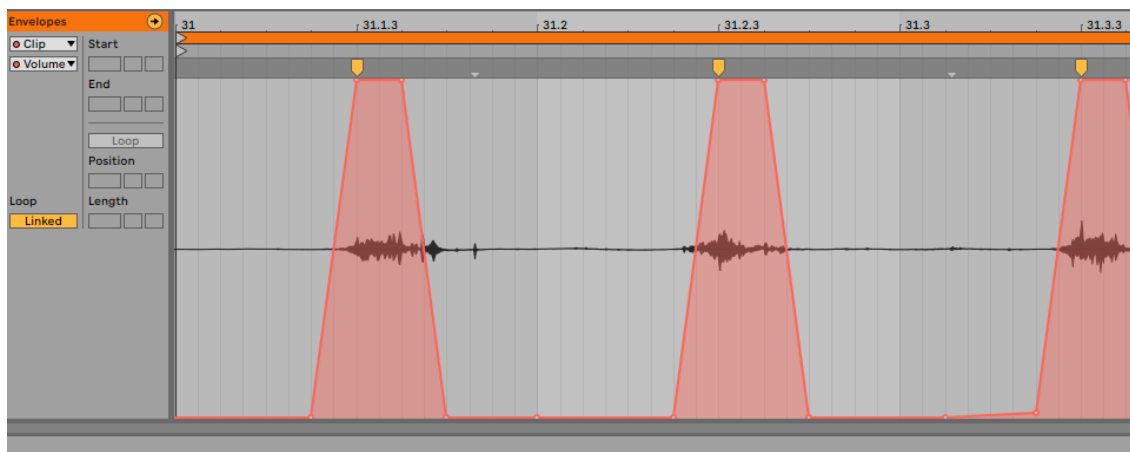 Envelopes
Clip
Start
Volume
End
Loop
Position
Loop
Length
Linked
31
31.1.3
31.2
31.2.3
31.3
31.3.3